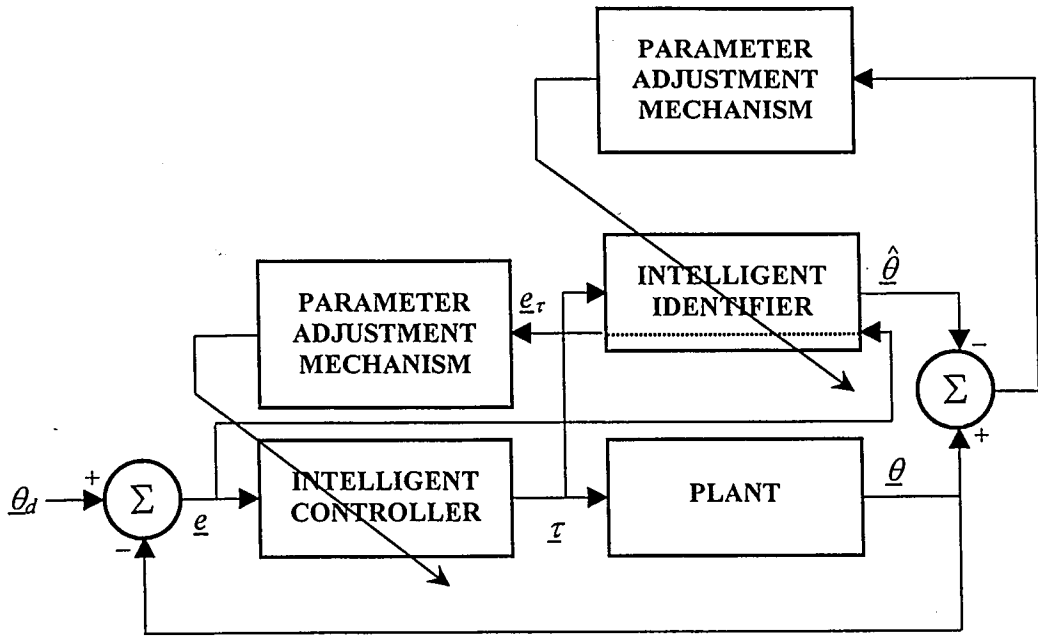 PARAMETER
ADJUSTMENT
MECHANISM
INTELLIGENT
IDENTIFIER
θ̂
PARAMETER
ADJUSTMENT
MECHANISM
e_τ
−
Σ
+
θ_d
+
Σ
−
e
INTELLIGENT
CONTROLLER
τ
PLANT
θ